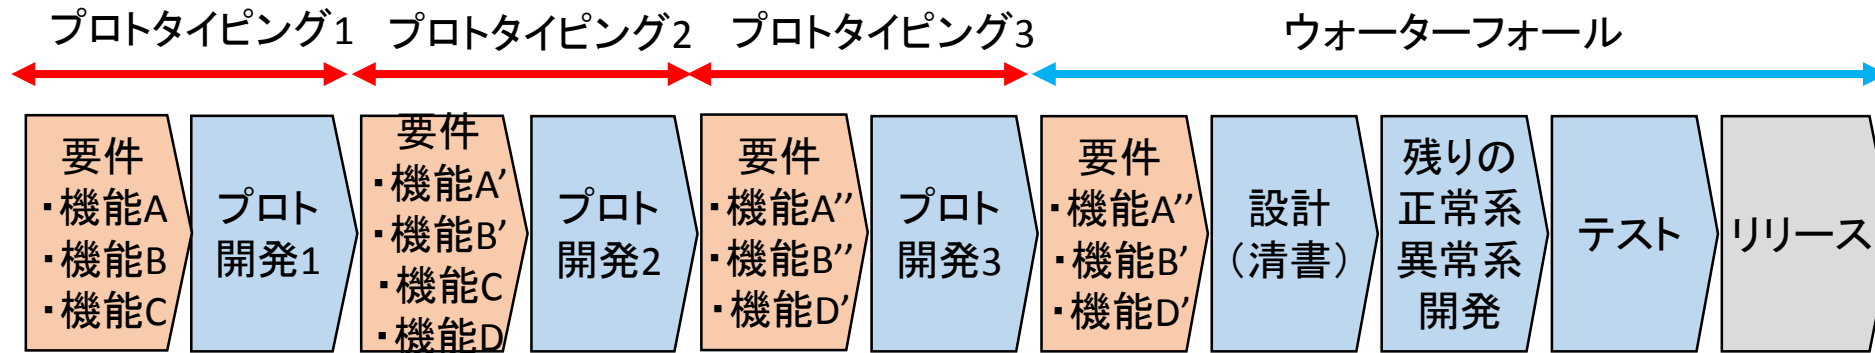 プロトタイピング1
プロトタイピング2
プロトタイピング3
ウォーターフォール
要件
・機能A
・機能B
・機能C
プロト
開発1
要件
・機能A’
・機能B’
・機能C
・機能D
プロト
開発2
要件
・機能A’’
・機能B’’
・機能D’
プロト
開発3
要件
・機能A’’
・機能B’
・機能D’
設計
（清書）
残りの
正常系
異常系
開発
テスト
リリース